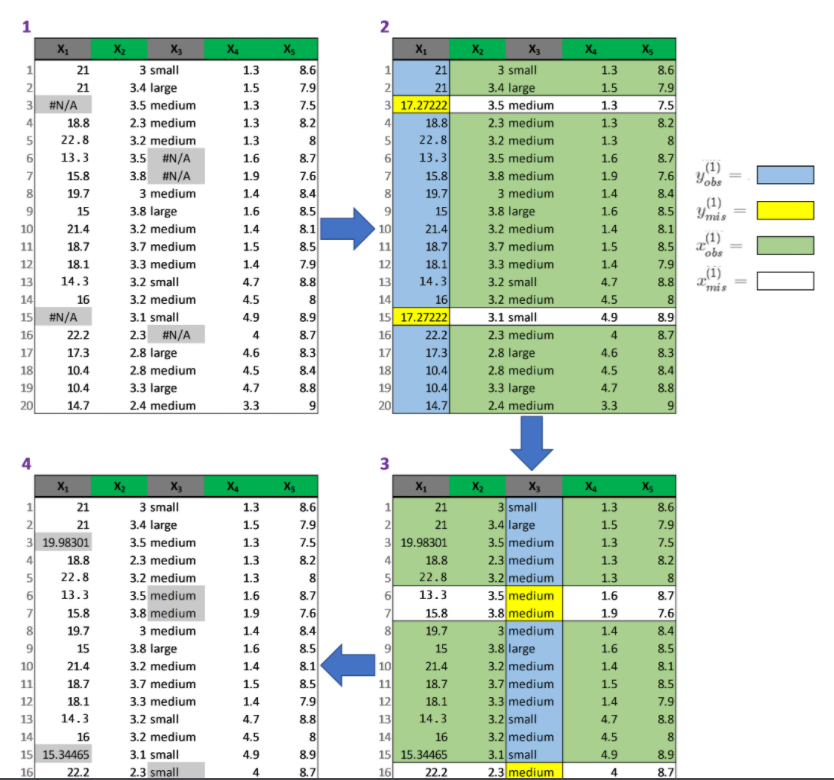 1
X₁ X₂ X₃ X₄ X₅
1 21 3 small 1.3 8.6
2 21 3.4 large 1.5 7.9
3 #N/A 3.5 medium 1.3 7.5
4 18.8 2.3 medium 1.3 8.2
5 22.8 3.2 medium 1.3 8
6 13.3 3.5 #N/A 1.6 8.7
7 15.8 3.8 #N/A 1.9 7.6
8 19.7 3 medium 1.4 8.4
9 15 3.8 large 1.6 8.5
10 21.4 3.2 medium 1.4 8.1
11 18.7 3.7 medium 1.5 8.5
12 18.1 3.3 medium 1.4 7.9
13 14.3 3.2 small 4.7 8.8
14 16 3.2 medium 4.5 8
15 #N/A 3.1 small 4.9 8.9
16 22.2 2.3 #N/A 4 8.7
17 17.3 2.8 large 4.6 8.3
18 10.4 2.8 medium 4.5 8.4
19 10.4 3.3 large 4.7 8.8
20 14.7 2.4 medium 3.3 9
2
X₁ X₂ X₃ X₄ X₅
1 21 3 small 1.3 8.6
2 21 3.4 large 1.5 7.9
3 17.27222 3.5 medium 1.3 7.5
4 18.8 2.3 medium 1.3 8.2
5 22.8 3.2 medium 1.3 8
6 13.3 3.5 medium 1.6 8.7
7 15.8 3.8 medium 1.9 7.6
8 19.7 3 medium 1.4 8.4
9 15 3.8 large 1.6 8.5
10 21.4 3.2 medium 1.4 8.1
11 18.7 3.7 medium 1.5 8.5
12 18.1 3.3 medium 1.4 7.9
13 14.3 3.2 small 4.7 8.8
14 16 3.2 medium 4.5 8
15 17.27222 3.1 small 4.9 8.9
16 22.2 2.3 medium 4 8.7
17 17.3 2.8 large 4.6 8.3
18 10.4 2.8 medium 4.5 8.4
19 10.4 3.3 large 4.7 8.8
20 14.7 2.4 medium 3.3 9
y_obs^(1) =
y_mis^(1) =
x_obs^(1) =
x_mis^(1) =
4
X₁ X₂ X₃ X₄ X₅
1 21 3 small 1.3 8.6
2 21 3.4 large 1.5 7.9
3 19.98301 3.5 medium 1.3 7.5
4 18.8 2.3 medium 1.3 8.2
5 22.8 3.2 medium 1.3 8
6 13.3 3.5 medium 1.6 8.7
7 15.8 3.8 medium 1.9 7.6
8 19.7 3 medium 1.4 8.4
9 15 3.8 large 1.6 8.5
10 21.4 3.2 medium 1.4 8.1
11 18.7 3.7 medium 1.5 8.5
12 18.1 3.3 medium 1.4 7.9
13 14.3 3.2 small 4.7 8.8
14 16 3.2 medium 4.5 8
15 15.34465 3.1 small 4.9 8.9
16 22.2 2.3 small 4 8.7
3
X₁ X₂ X₃ X₄ X₅
1 21 3 small 1.3 8.6
2 21 3.4 large 1.5 7.9
3 19.98301 3.5 medium 1.3 7.5
4 18.8 2.3 medium 1.3 8.2
5 22.8 3.2 medium 1.3 8
6 13.3 3.5 medium 1.6 8.7
7 15.8 3.8 medium 1.9 7.6
8 19.7 3 medium 1.4 8.4
9 15 3.8 large 1.6 8.5
10 21.4 3.2 medium 1.4 8.1
11 18.7 3.7 medium 1.5 8.5
12 18.1 3.3 medium 1.4 7.9
13 14.3 3.2 small 4.7 8.8
14 16 3.2 medium 4.5 8
15 15.34465 3.1 small 4.9 8.9
16 22.2 2.3 medium 4 8.7